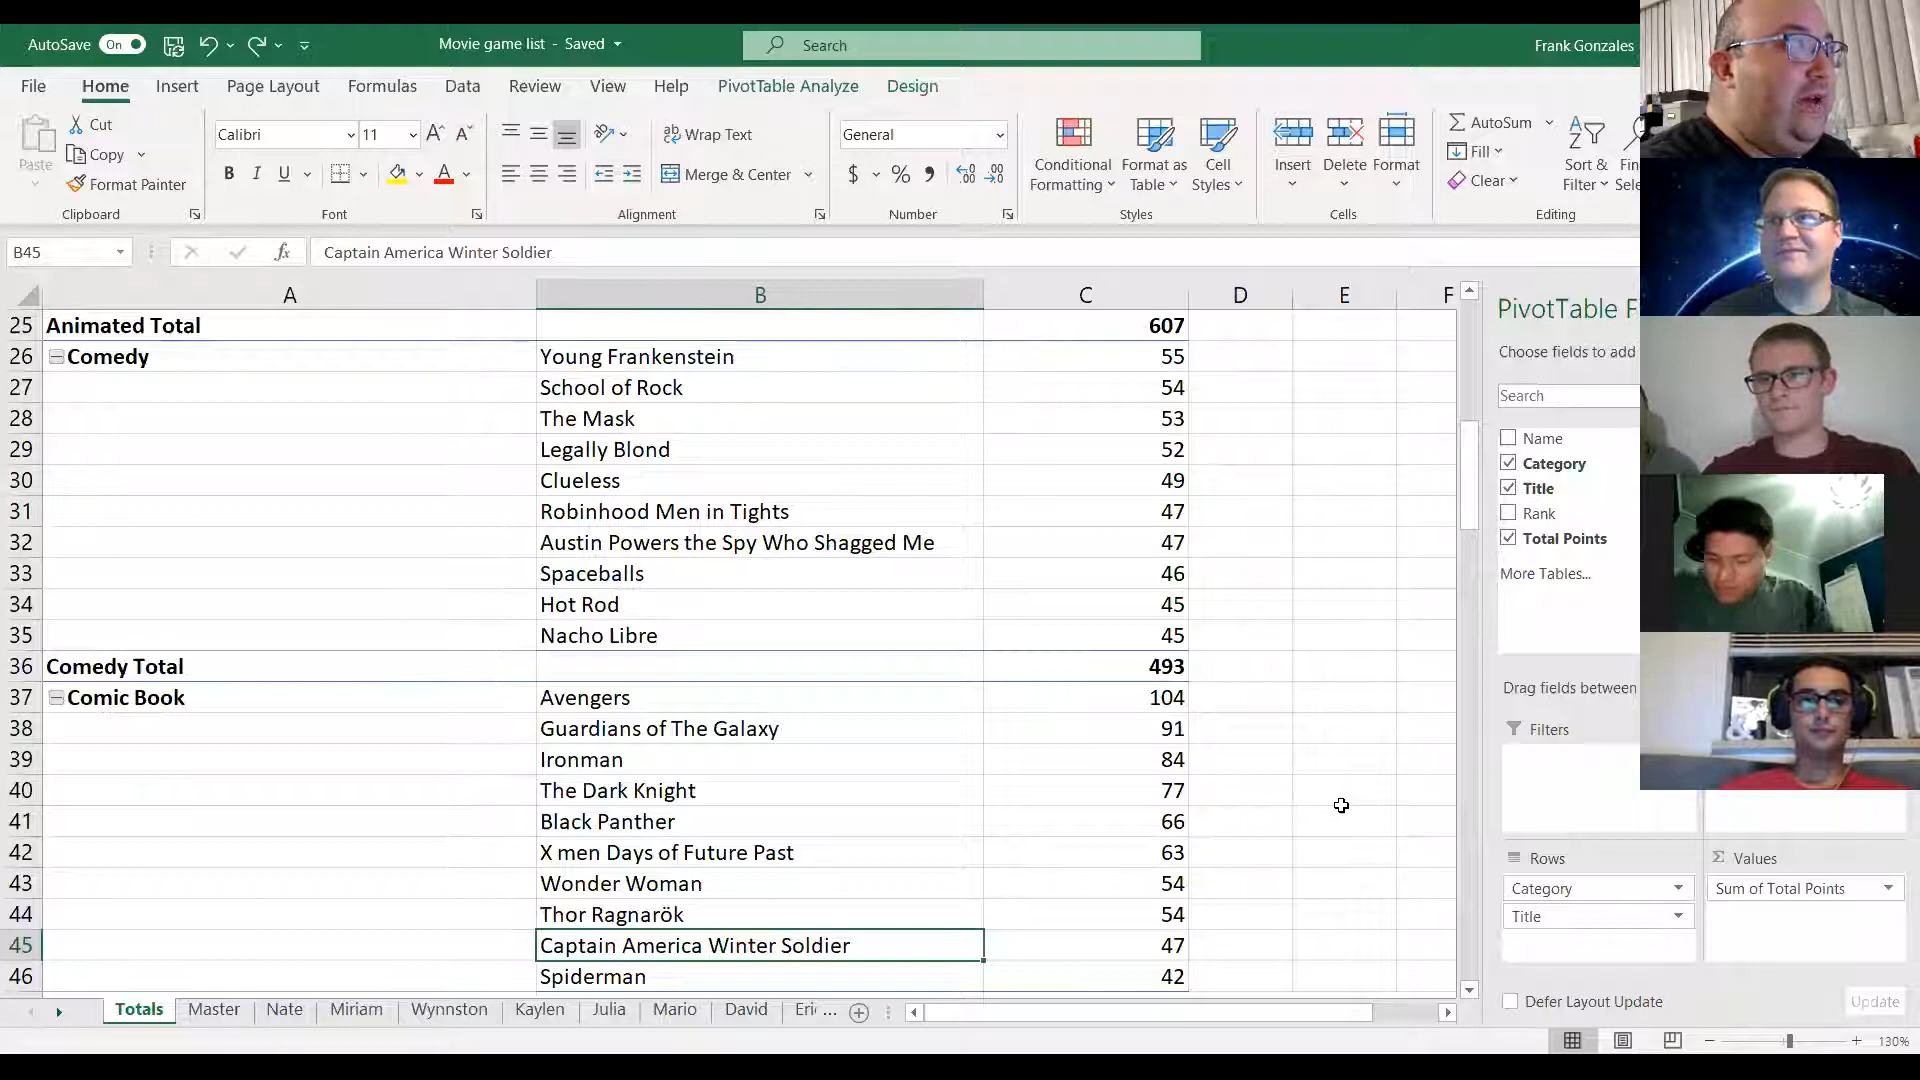 AutoSave On Movie game list - Saved Search Frank Gonzales
File Home Insert Page Layout Formulas Data Review View Help PivotTable Analyze Design
Paste
Cut
Copy
Format Painter
Clipboard
Calibri 11
B I U
Font
Wrap Text
Merge & Center
Alignment
General
$ % 9
Number
Conditional Formatting
Format as Table
Cell Styles
Styles
Insert Delete Format
Cells
AutoSum
Fill
Clear
Sort & Filter
Editing
B45 fx Captain America Winter Soldier
A B C D E F
25 Animated Total 607
26 Comedy Young Frankenstein 55
27 School of Rock 54
28 The Mask 53
29 Legally Blond 52
30 Clueless 49
31 Robinhood Men in Tights 47
32 Austin Powers the Spy Who Shagged Me 47
33 Spaceballs 46
34 Hot Rod 45
35 Nacho Libre 45
36 Comedy Total 493
37 Comic Book Avengers 104
38 Guardians of The Galaxy 91
39 Ironman 84
40 The Dark Knight 77
41 Black Panther 66
42 X men Days of Future Past 63
43 Wonder Woman 54
44 Thor Ragnarök 54
45 Captain America Winter Soldier 47
46 Spiderman 42
PivotTable F
Choose fields to add
Search
Name
Category
Title
Rank
Total Points
More Tables...
Drag fields between
Filters
Rows
Category
Title
Σ Values
Sum of Total Points
Defer Layout Update Update
Totals Master Nate Miriam Wynnston Kaylen Julia Mario David Eri ...
130%